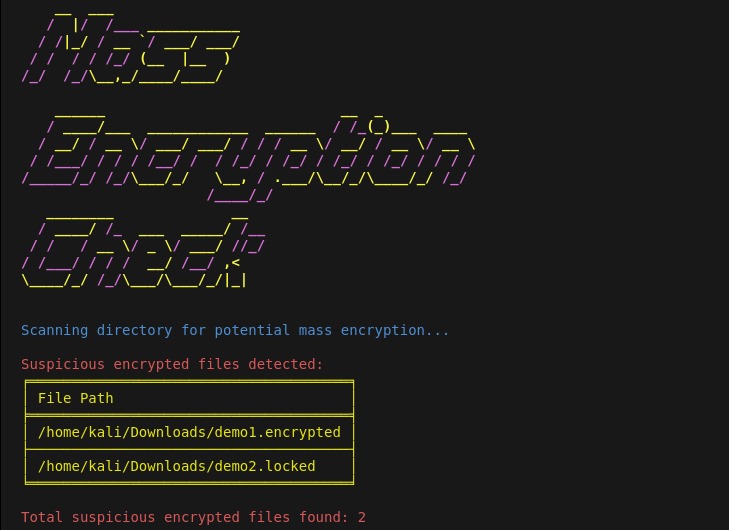 Mass
Encryption
Check
Scanning directory for potential mass encryption...
Suspicious encrypted files detected:
File Path
/home/kali/Downloads/demo1.encrypted
/home/kali/Downloads/demo2.locked
Total suspicious encrypted files found: 2